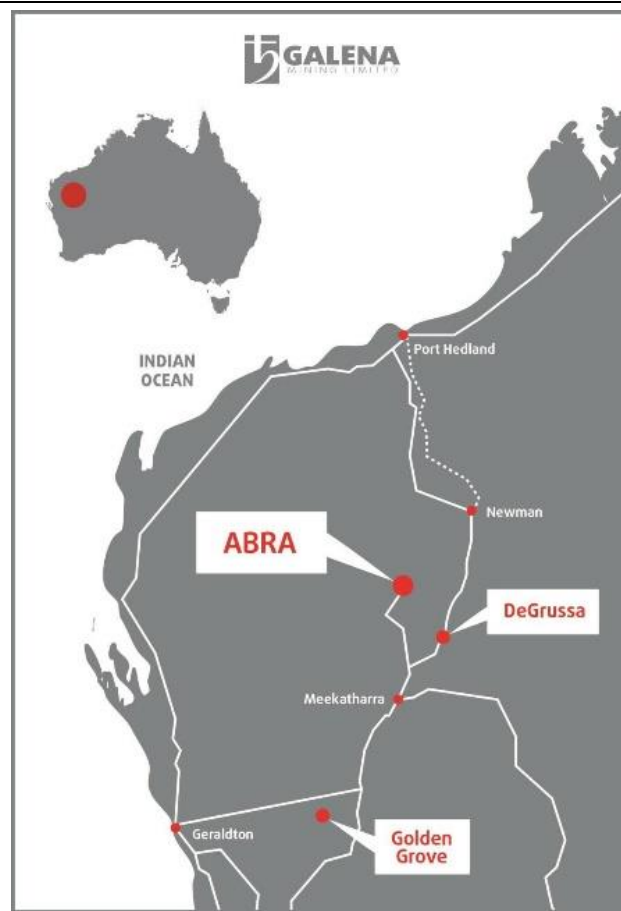 GALENA
MINING LIMITED
INDIAN
OCEAN
Port Hedland
Newman
ABRA
DeGrussa
Meekatharra
Geraldton
Golden
Grove